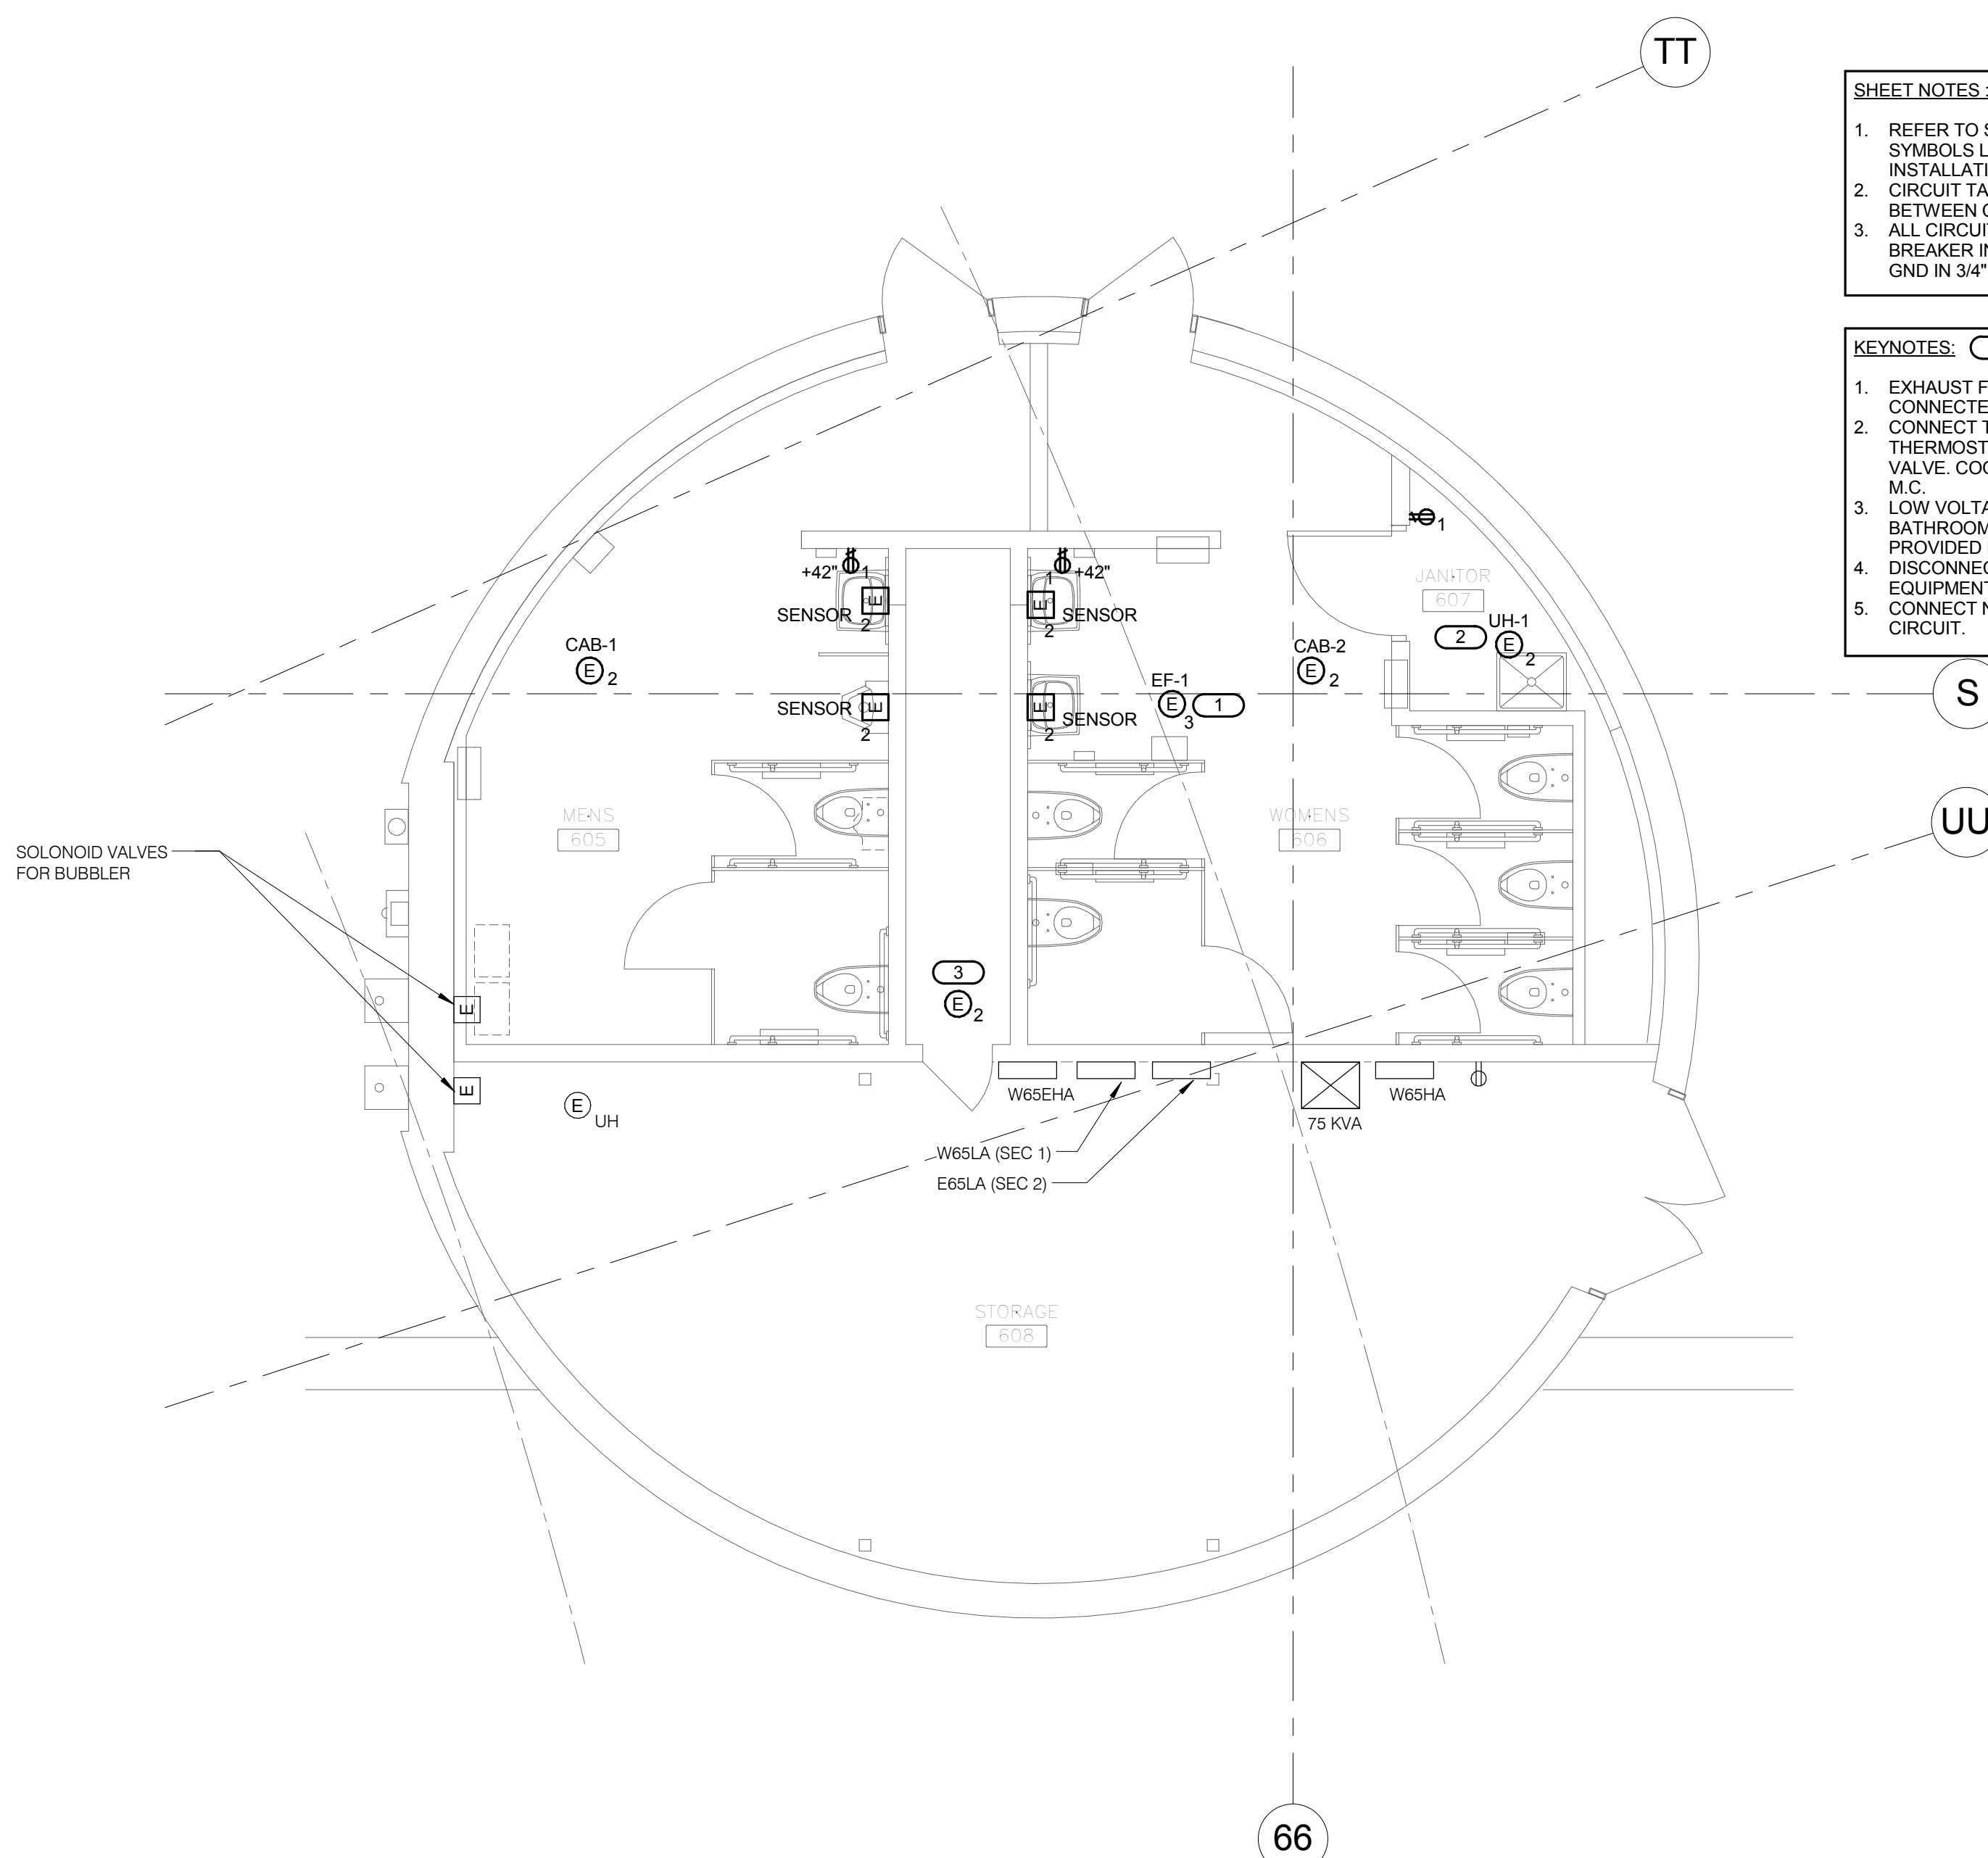 TT
SHEET NOTES :
1. REFER TO
SYMBOLS
INSTALLATI
2. CIRCUIT TA
BETWEEN
3. ALL CIRCUI
BREAKER IN
GND IN 3/4"
KEYNOTES:
1. EXHAUST F
CONNECTE
2. CONNECT T
THERMOST
VALVE. COO
M.C.
3. LOW VOLTA
BATHROOM
PROVIDED
4. DISCONNEC
EQUIPMENT
5. CONNECT N
CIRCUIT.
1
+42" 1
1 +42"
JANITOR
607
E
SENSOR
2
E
SENSOR
2
CAB-1
E 2
CAB-2
E 2
2
UH-1
E 2
S
E
SENSOR
2
E
SENSOR
2
EF-1
E 3
1
MENS
605
WOMENS
606
UU
SOLONOID VALVES
FOR BUBBLER
E
E
3
E 2
E UH
W65EHA
W65HA
75 KVA
W65LA (SEC 1)
E65LA (SEC 2)
STORAGE
608
66